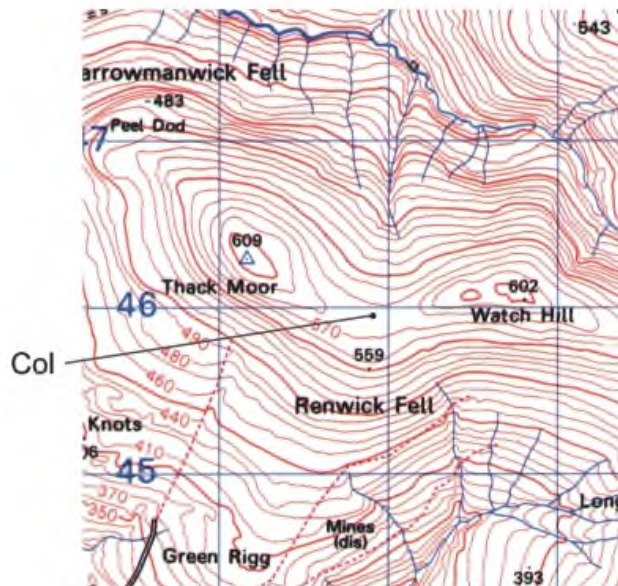 543
arrowmanwick Fell
483
Peel Dod
609
Thack Moor
602
46
Watch Hill
570
490
480
559
Col
460
Renwick Fell
440
Knots
410
45
370
350
Mines
(dis)
Long
Green Rigg
393